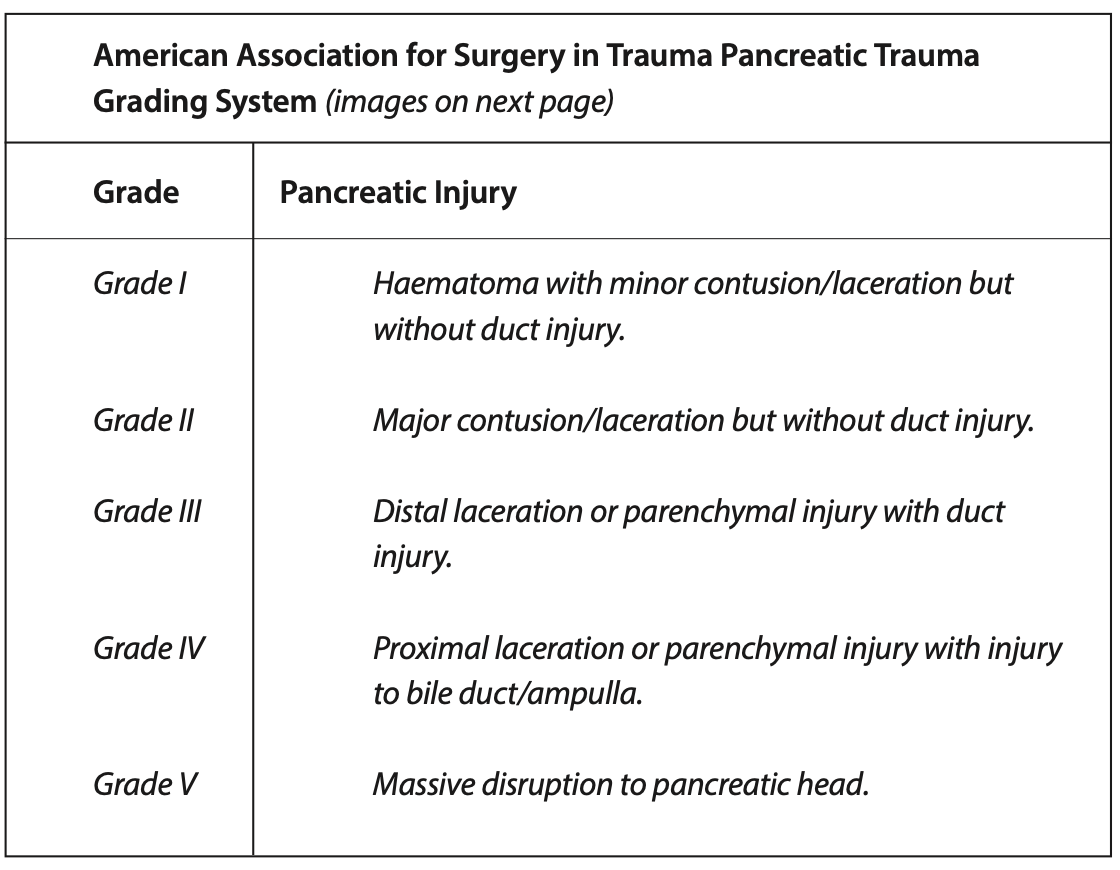 American Association for Surgery in Trauma Pancreatic Trauma
Grading System (images on next page)
Grade
Pancreatic Injury
Grade I
Haematoma with minor contusion/laceration but
without duct injury.
Grade II
Major contusion/laceration but without duct injury.
Grade III
Distal laceration or parenchymal injury with duct
injury.
Grade IV
Proximal laceration or parenchymal injury with injury
to bile duct/ampulla.
Grade V
Massive disruption to pancreatic head.